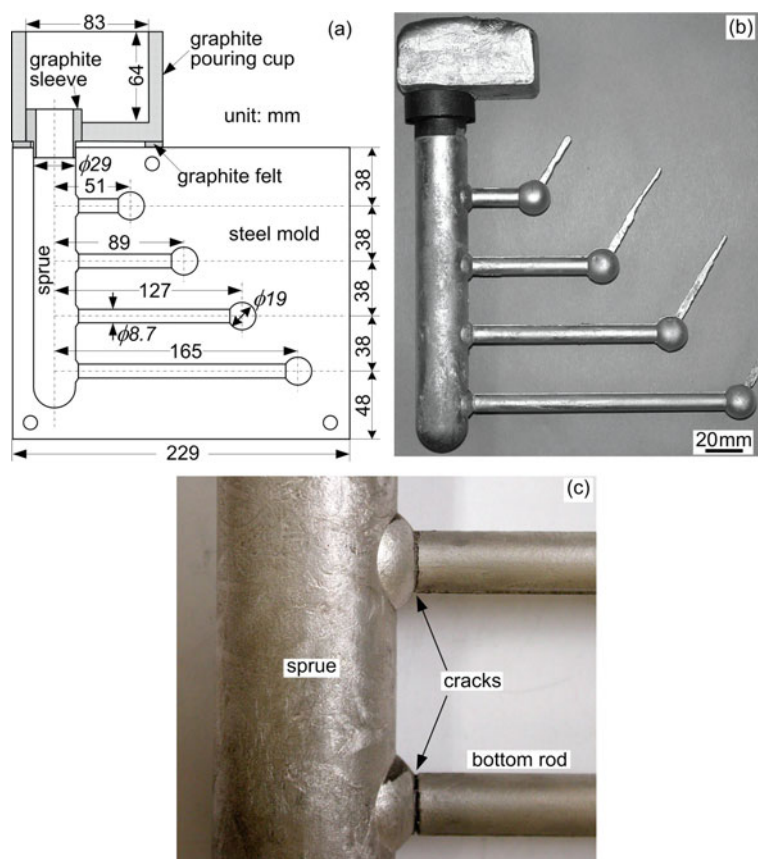 83
(a)
graphite
pouring cup
graphite
sleeve
64
unit: mm
ϕ29
graphite felt
51
38
steel mold
89
38
sprue
127
ϕ19
38
ϕ8.7
165
38
48
229
(b)
20mm
(c)
sprue
cracks
bottom rod